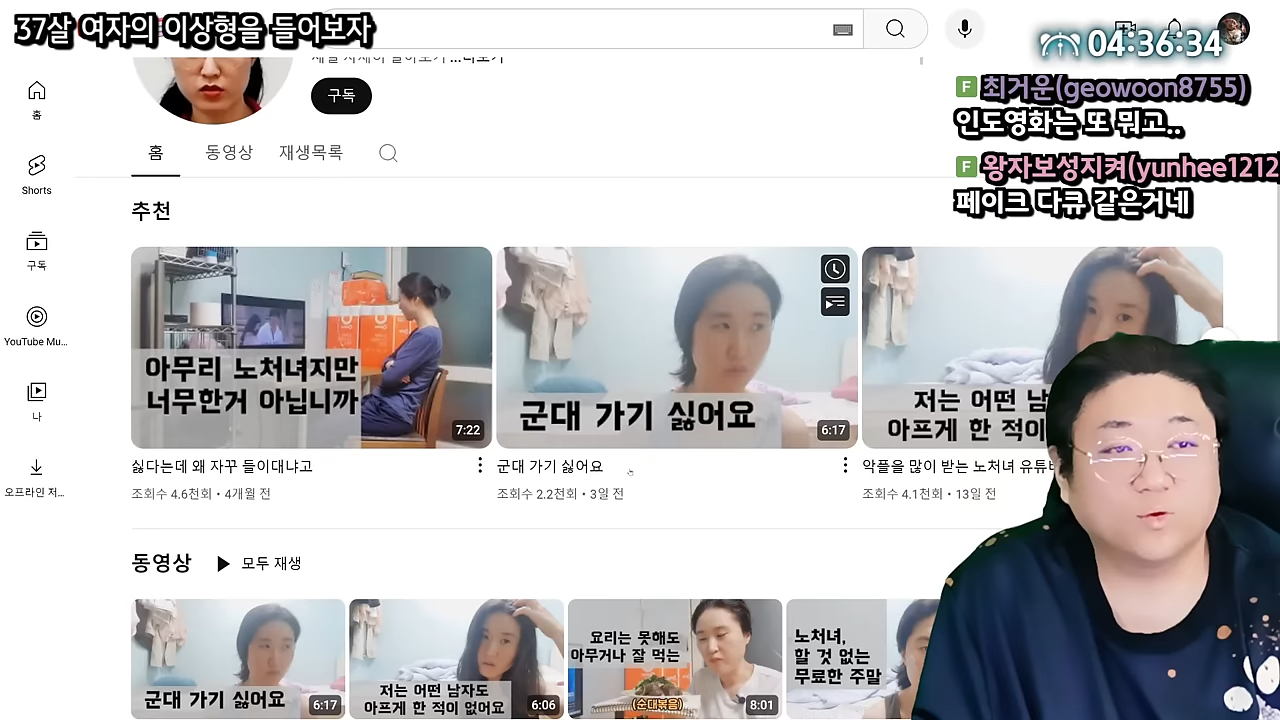 37살 여자의 이상형을 들어보자
...더보기
04:36:34
구독
최거운(geowoon8755)
인도영화는 또 뭐고..
왕자보성지켜(yunhee1212
페이크 다큐 같은거네
홈
Shorts
구독
YouTube Mu...
나
오프라인 저...
홈 동영상 재생목록
추천
아무리 노처녀지만
너무한거 아닙니까
7:22
군대 가기 싫어요
6:17
저는 어떤 남
아프게 한 적이
싫다는데 왜 자꾸 들이대냐고
조회수 4.6천회 • 4개월 전
군대 가기 싫어요
조회수 2.2천회 • 3일 전
악플을 많이 받는 노처녀 유튜
조회수 4.1천회 • 13일 전
동영상 모두 재생
군대 가기 싫어요
6:17
저는 어떤 남자도
아프게 한 적이 없어요
6:06
요리는 못해도
아무거나 잘 먹는
(순대볶음)
8:01
노처녀,
할 것 없는
무료한 주말